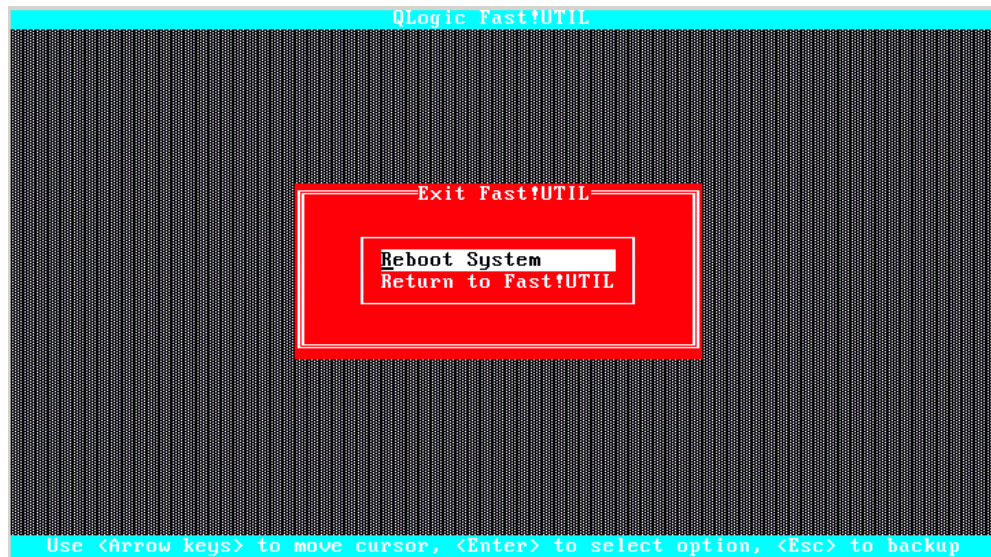 QLogic Fast!UTIL
Exit Fast!UTIL
Reboot System
Return to Fast!UTIL
Use <Arrow keys> to move cursor, <Enter> to select option, <Esc> to backup